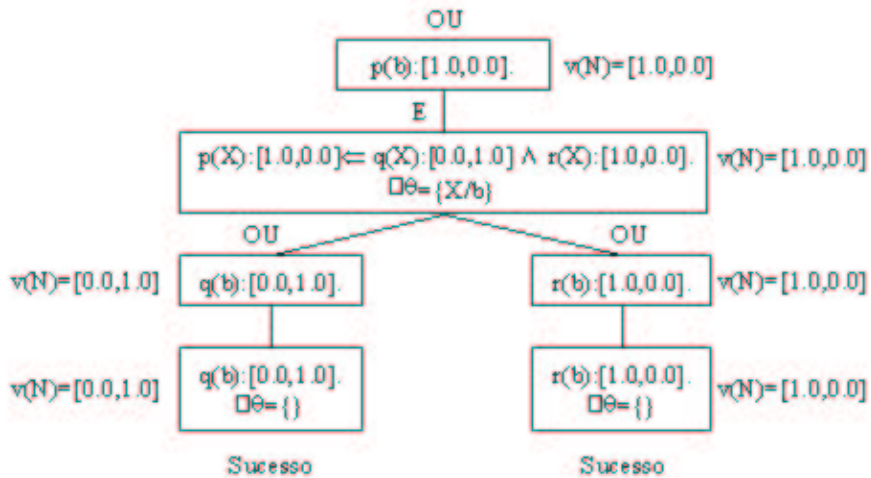 OU
p(b):[1.0,0.0]. v(N)=[1.0,0.0]
E
p(X):[1.0,0.0]⇐ q(X):[0.0,1.0] ∧ r(X):[1.0,0.0]. v(N)=[1.0,0.0]
□θ={X/b}
OU OU
v(N)=[0.0,1.0] q(b):[0.0,1.0]. r(b):[1.0,0.0]. v(N)=[1.0,0.0]
v(N)=[0.0,1.0] q(b):[0.0,1.0]. r(b):[1.0,0.0]. v(N)=[1.0,0.0]
□θ={} □θ={}
Sucesso Sucesso